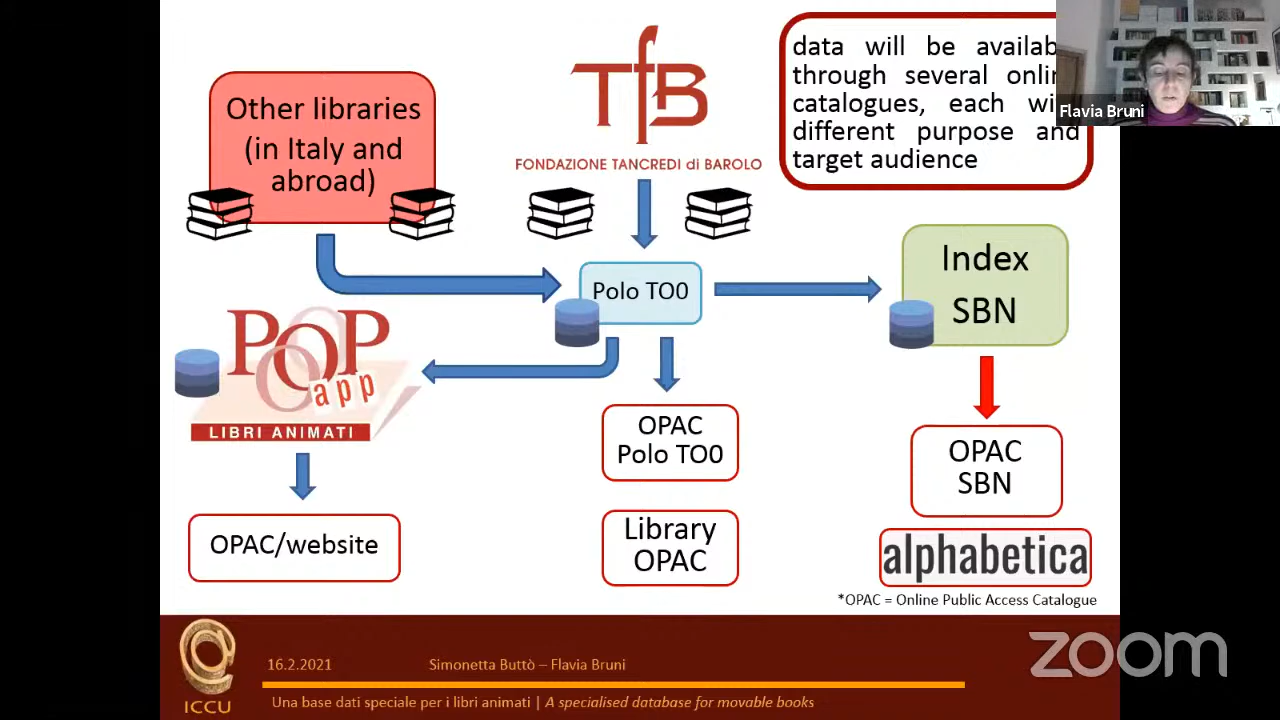 Other libraries
(in Italy and
abroad)
TfB
FONDAZIONE TANCREDI di BAROLO
data will be availab
through several onlin
catalogues, each wi
different purpose and
target audience
Flavia Bruni
Polo TO0
Index
SBN
POP
app
LIBRI ANIMATI
OPAC
Polo TO0
OPAC
SBN
OPAC/website
Library
OPAC
alphabetica
*OPAC = Online Public Access Catalogue
ICCU
16.2.2021
Simonetta Buttò – Flavia Bruni
Una base dati speciale per i libri animati | A specialised database for movable books
zoom